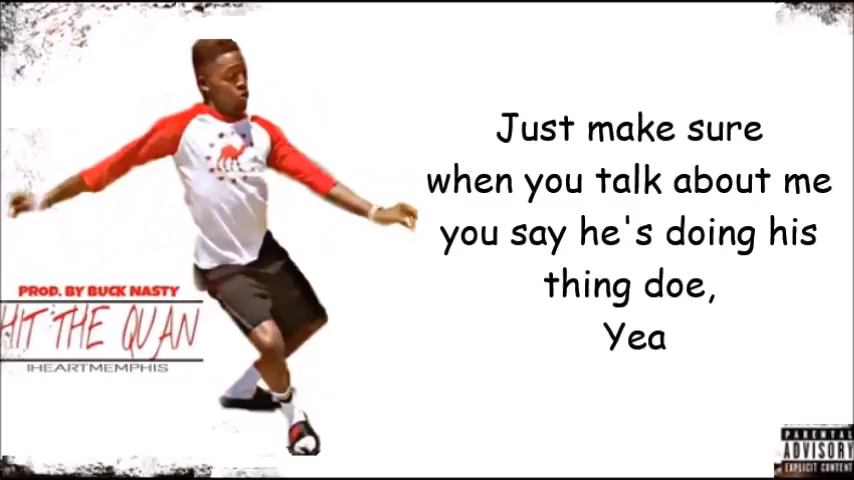 Just make sure
when you talk about me
you say he's doing his
thing doe,
Yea
PROD. BY BUCK NASTY
HIT THE QUAN
IHEARTMEMPHIS
PARENTAL
ADVISORY
EXPLICIT CONTENT